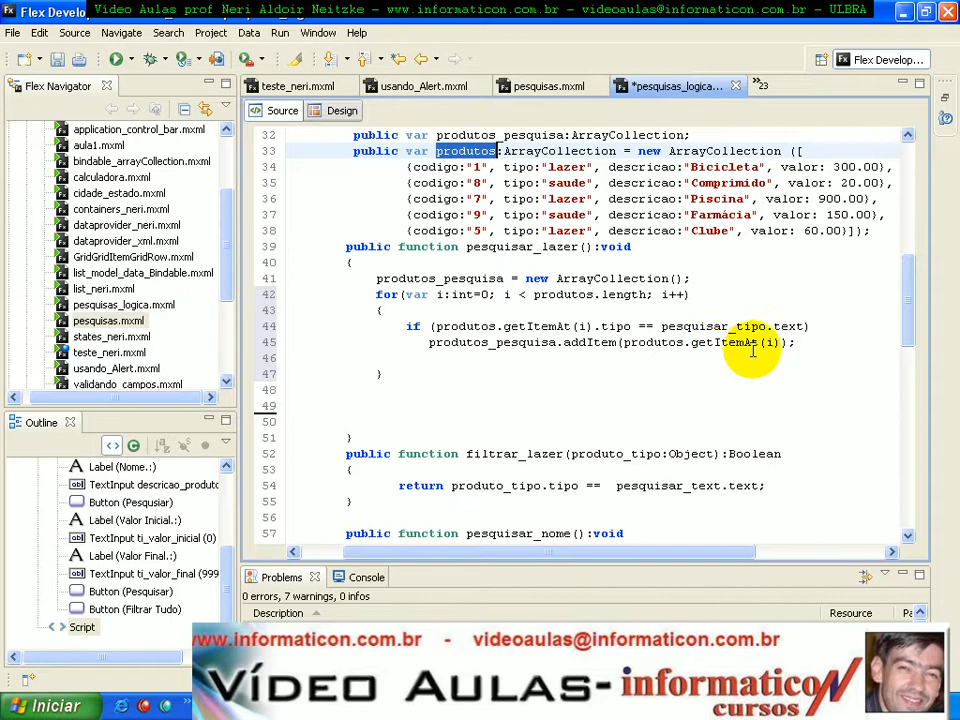 Vídeo Aulas prof Neri Aldoir Neitzke - www.informaticon.com.br - videoaulas@informaticon.com.br - ULBRA
Flex Develo
File Edit Source Navigate Search Project Data Run Window Help
Flex Develop...
Flex Navigator
teste_neri.mxml
usando_Alert.mxml
pesquisas.mxml
*pesquisas_logica...
23
Source
Design
application_control_bar.mxml
aula1.mxml
bindable_arrayCollection.mxml
calculadora.mxml
cidade_estado.mxml
containers_neri.mxml
dataprovider_neri.mxml
dataprovider_xml.mxml
GridGridItemGridRow.mxml
list_model_data_Bindable.mxml
list_neri.mxml
pesquisas_logica.mxml
pesquisas.mxml
states_neri.mxml
teste_neri.mxml
usando_Alert.mxml
validando_campos.mxml
32 public var produtos_pesquisa:ArrayCollection;
33 public var produtos:ArrayCollection = new ArrayCollection ([
34 {codigo:"1", tipo:"lazer", descricao:"Bicicleta", valor: 300.00},
35 {codigo:"8", tipo:"saude", descricao:"Comprimido", valor: 20.00},
36 {codigo:"7", tipo:"lazer", descricao:"Piscina", valor: 900.00},
37 {codigo:"9", tipo:"saude", descricao:"Farmácia", valor: 150.00},
38 {codigo:"5", tipo:"lazer", descricao:"Clube", valor: 60.00}]);
39 public function pesquisar_lazer():void
40 {
41 produtos_pesquisa = new ArrayCollection();
42 for(var i:int=0; i < produtos.length; i++)
43 {
44 if (produtos.getItemAt(i).tipo == pesquisar_tipo.text)
45 produtos_pesquisa.addItem(produtos.getItemAt(i));
46
47 }
48
49
50
51 }
52 public function filtrar_lazer(produto_tipo:Object):Boolean
53 {
54 return produto_tipo.tipo == pesquisar_text.text;
55 }
56
57 public function pesquisar_nome():void
Outline
Label (Nome.:)
TextInput descricao_produto
Button (Pesqusiar)
Label (Valor Inicial.:)
TextInput ti_valor_inicial (0)
Label (Valor Final.:)
TextInput ti_valor_final (999
Button (Pesquisar)
Button (Filtrar Tudo)
Script
Problems
Console
0 errors, 7 warnings, 0 infos
Description
Resource
Pa
www.informaticon.com.br - videoaulas@informaticon.com.br
Vídeo Aulas- informaticon
cursos
Iniciar